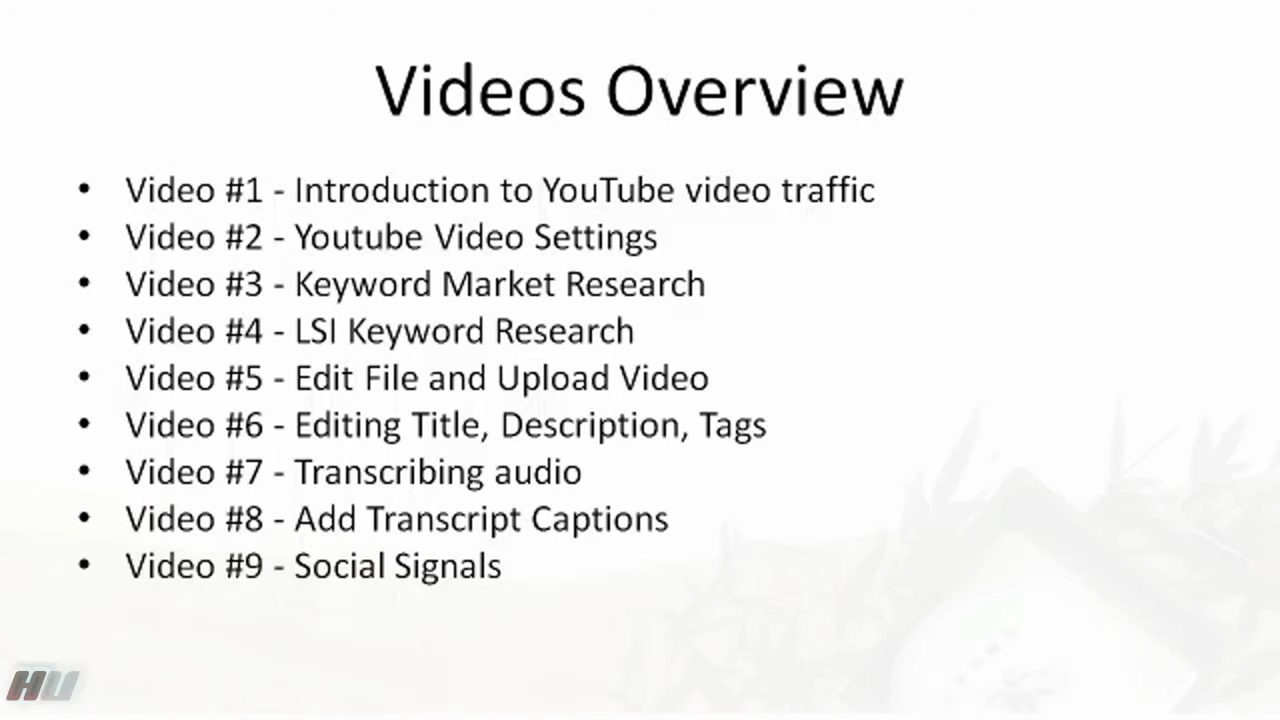 Videos Overview
• Video #1 - Introduction to YouTube video traffic
• Video #2 - Youtube Video Settings
• Video #3 - Keyword Market Research
• Video #4 - LSI Keyword Research
• Video #5 - Edit File and Upload Video
• Video #6 - Editing Title, Description, Tags
• Video #7 - Transcribing audio
• Video #8 - Add Transcript Captions
• Video #9 - Social Signals
HU